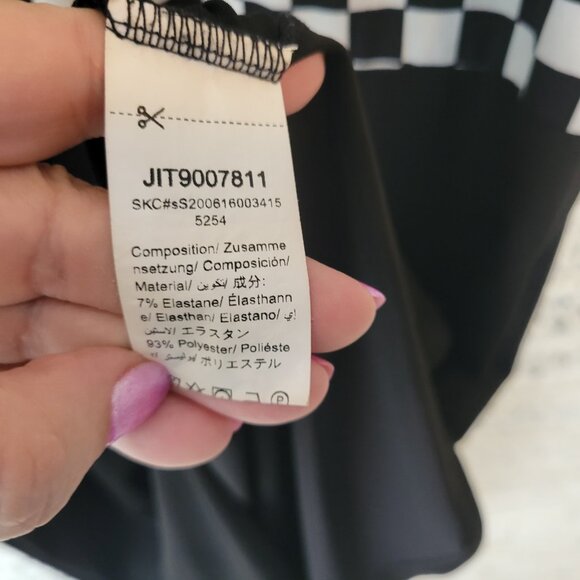 JIT9007811
SKC#sS200616003415
5254
Composition/ Zusamme
nsetzung/ Composición/
Material/ تكوين/ 成分:
7% Elastane/ Élasthann
e/ Elasthan/ Elastano/
エラスタン
93% Polyester/ Polieste
ポリエステル
P